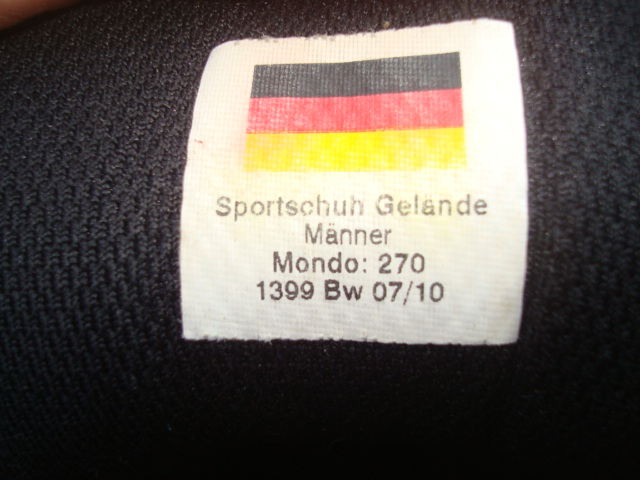 Sportschuh Gelände
Männer
Mondo: 270
1399 Bw 07/10